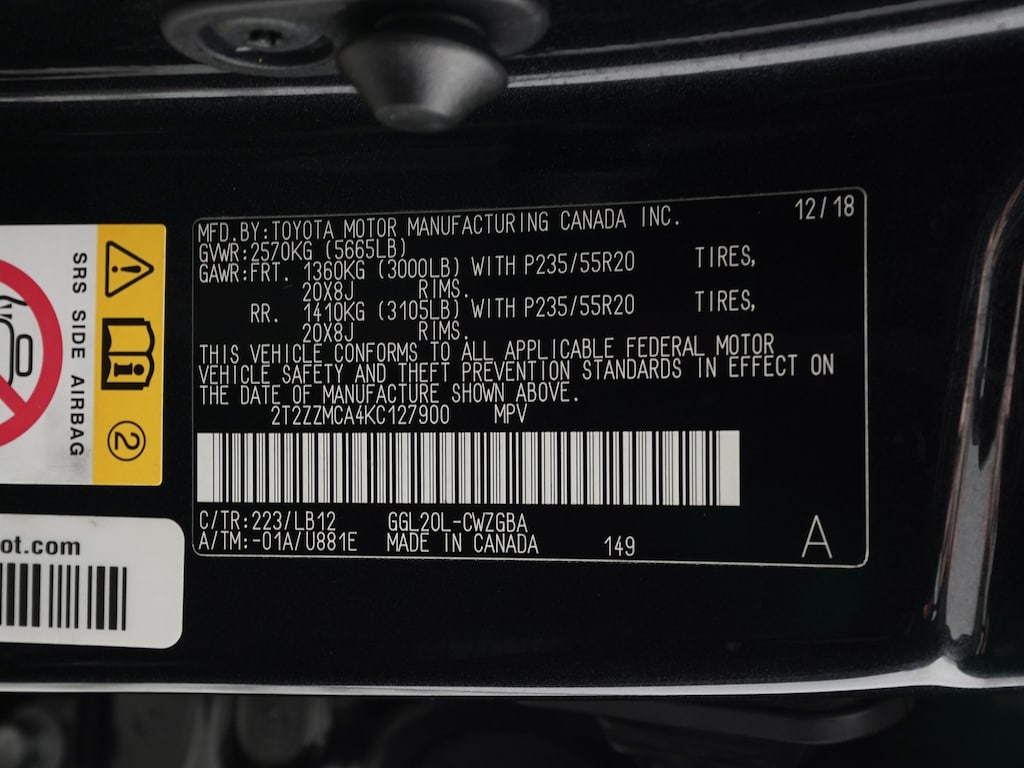 12/18
MFD.BY:TOYOTA MOTOR MANUFACTURING CANADA INC.
GVWR:2570KG (5665LB)
GAWR:FRT. 1360KG (3000LB) WITH P235/55R20 TIRES,
20X8J RIMS.
RR. 1410KG (3105LB) WITH P235/55R20 TIRES,
20X8J RIMS.
THIS VEHICLE CONFORMS TO ALL APPLICABLE FEDERAL MOTOR
VEHICLE SAFETY AND THEFT PREVENTION STANDARDS IN EFFECT ON
THE DATE OF MANUFACTURE SHOWN ABOVE.
2T2ZZMCA4KC127900 MPV
C/TR:223/LB12 GGL20L-CWZGBA
A/TM:-01A/U881E MADE IN CANADA 149 A
SRS SIDE AIRBAG
2
ot.com